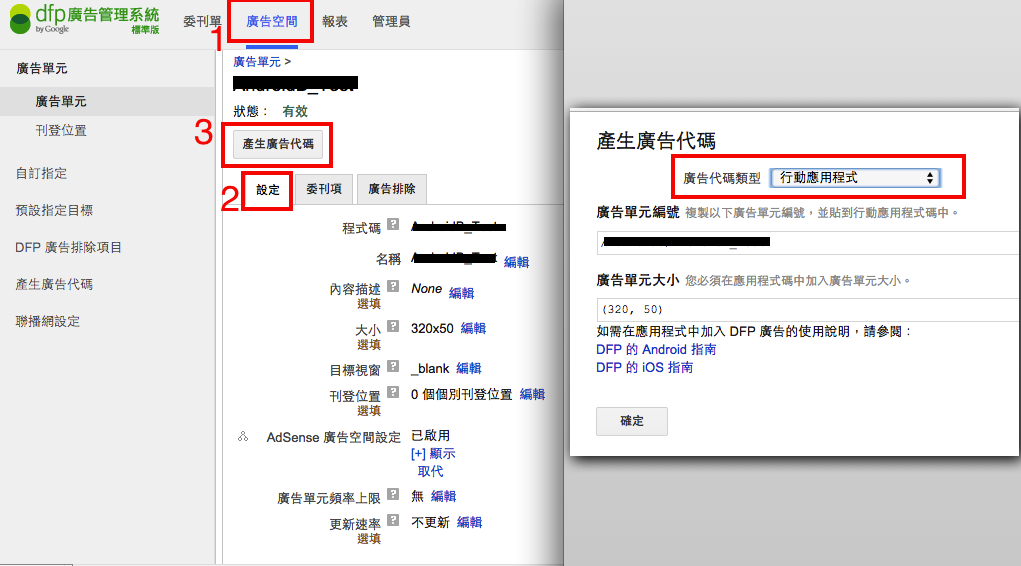 dfp 廣告管理系統
by Google 標準版
委刊單 廣告空間 報表 管理員
1
廣告單元
廣告單元
刊登位置
自訂指定
預設指定目標
DFP 廣告排除項目
產生廣告代碼
聯播網設定
廣告單元 >
狀態： 有效
3
產生廣告代碼
2
設定 委刊項 廣告排除
程式碼 ?
名稱 編輯
內容描述 ? None 編輯
選填
大小 ? 320x50 編輯
選填
目標視窗 ? _blank 編輯
刊登位置 ? 0 個個別刊登位置 編輯
選填
AdSense 廣告空間設定 已啟用
[+] 顯示
取代
廣告單元頻率上限 ? 無 編輯
更新速率 ? 不更新 編輯
選填
產生廣告代碼
廣告代碼類型 行動應用程式
廣告單元編號 複製以下廣告單元編號，並貼到行動應用程式碼中。
廣告單元大小 您必須在應用程式碼中加入廣告單元大小。
(320, 50)
如需在應用程式中加入 DFP 廣告的使用說明，請參閱：
DFP 的 Android 指南
DFP 的 iOS 指南
確定